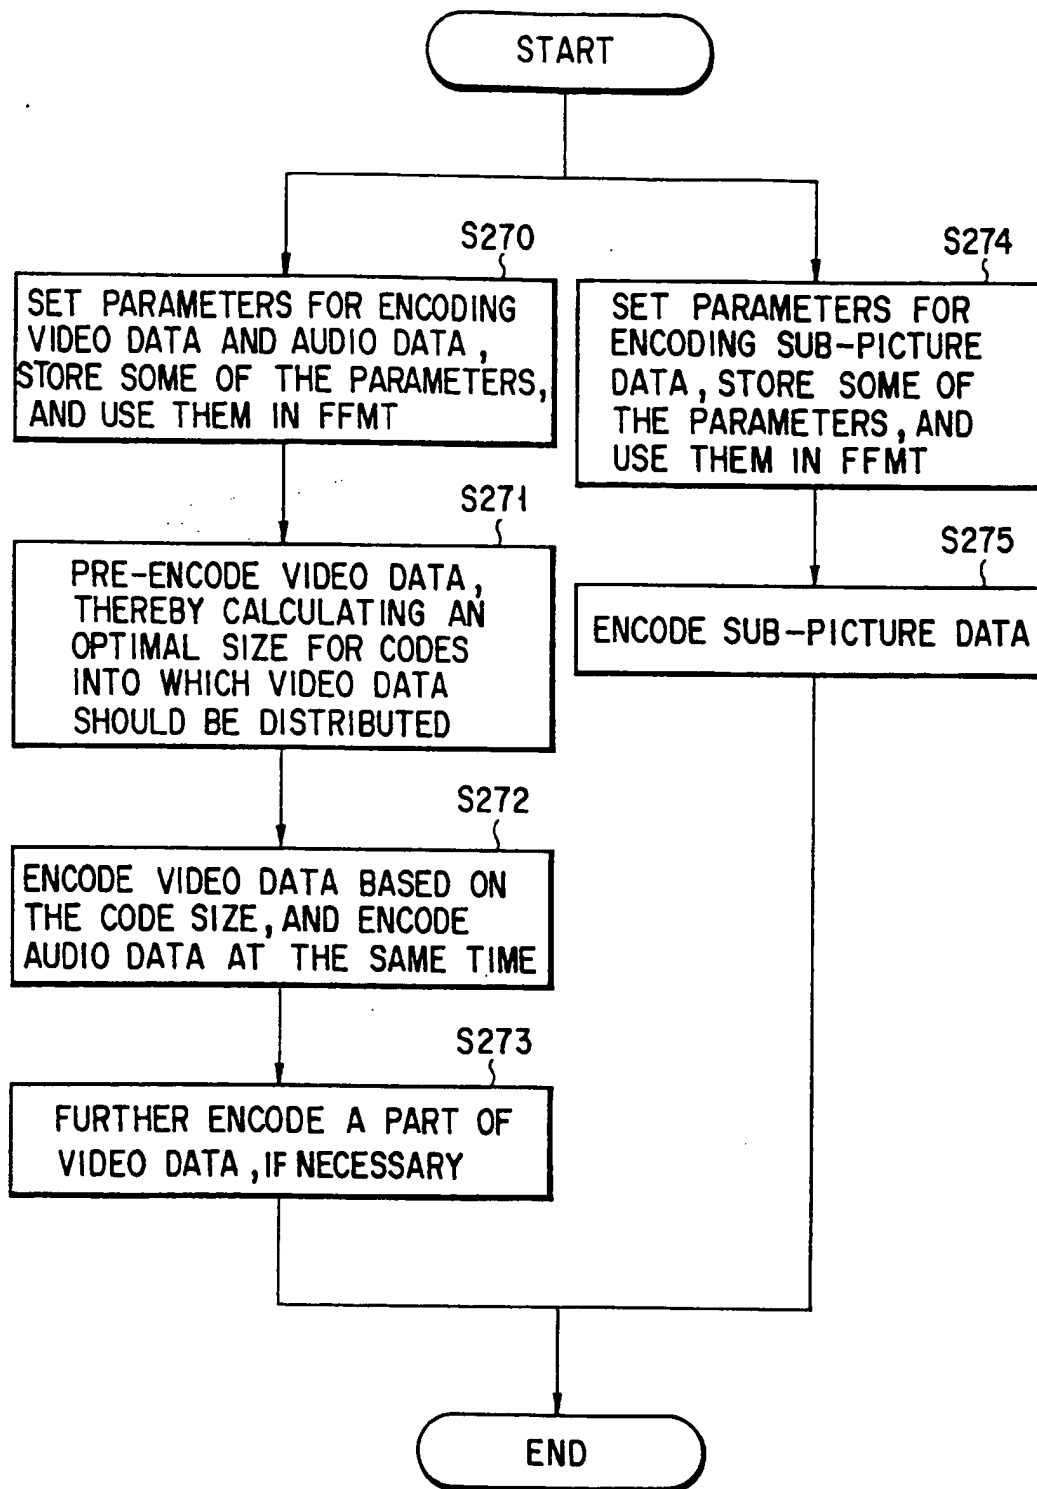 START
S270
SET PARAMETERS FOR ENCODING
VIDEO DATA AND AUDIO DATA,
STORE SOME OF THE PARAMETERS,
AND USE THEM IN FFMT
S271
PRE-ENCODE VIDEO DATA,
THEREBY CALCULATING AN
OPTIMAL SIZE FOR CODES
INTO WHICH VIDEO DATA
SHOULD BE DISTRIBUTED
S272
ENCODE VIDEO DATA BASED ON
THE CODE SIZE, AND ENCODE
AUDIO DATA AT THE SAME TIME
S273
FURTHER ENCODE A PART OF
VIDEO DATA, IF NECESSARY
S274
SET PARAMETERS FOR
ENCODING SUB-PICTURE
DATA, STORE SOME OF
THE PARAMETERS, AND
USE THEM IN FFMT
S275
ENCODE SUB-PICTURE DATA
END